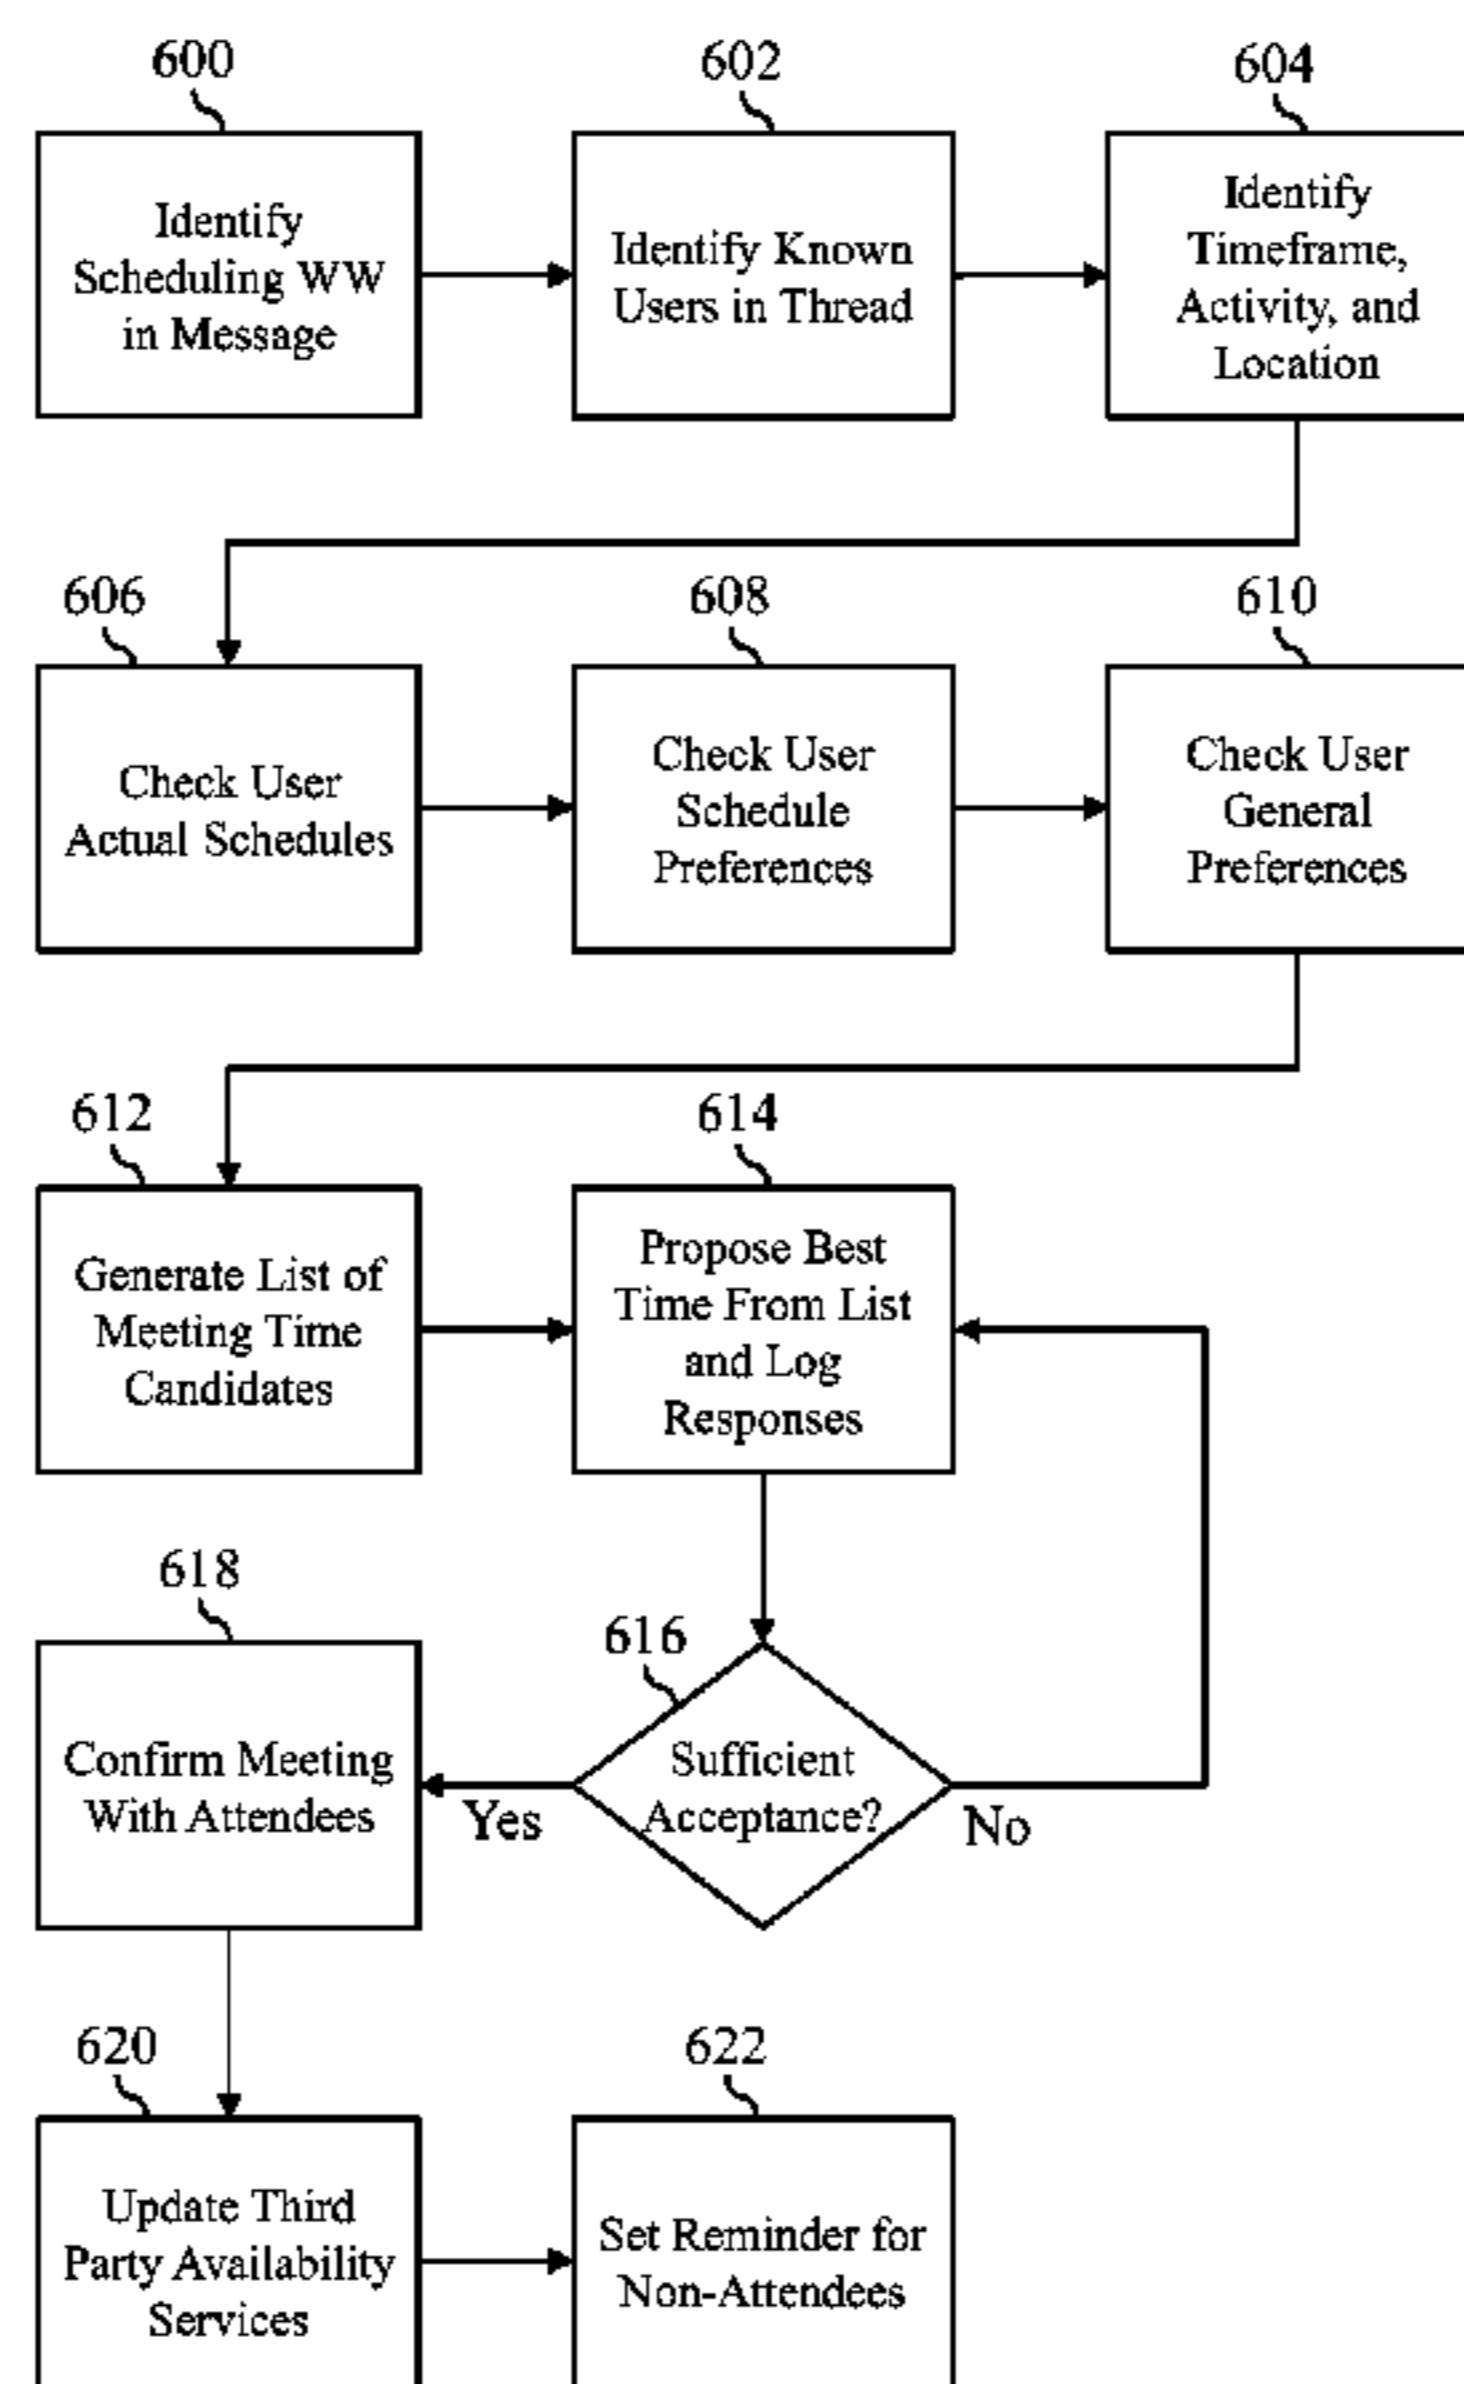 600
602
604
Identify
Scheduling WW
in Message
Identify Known
Users in Thread
Identify
Timeframe,
Activity, and
Location
606
608
610
Check User
Actual Schedules
Check User
Schedule
Preferences
Check User
General
Preferences
612
614
Generate List of
Meeting Time
Candidates
Propose Best
Time From List
and Log
Responses
618
616
Confirm Meeting
With Attendees
Yes
Sufficient
Acceptance?
No
620
622
Update Third
Party Availability
Services
Set Reminder for
Non-Attendees